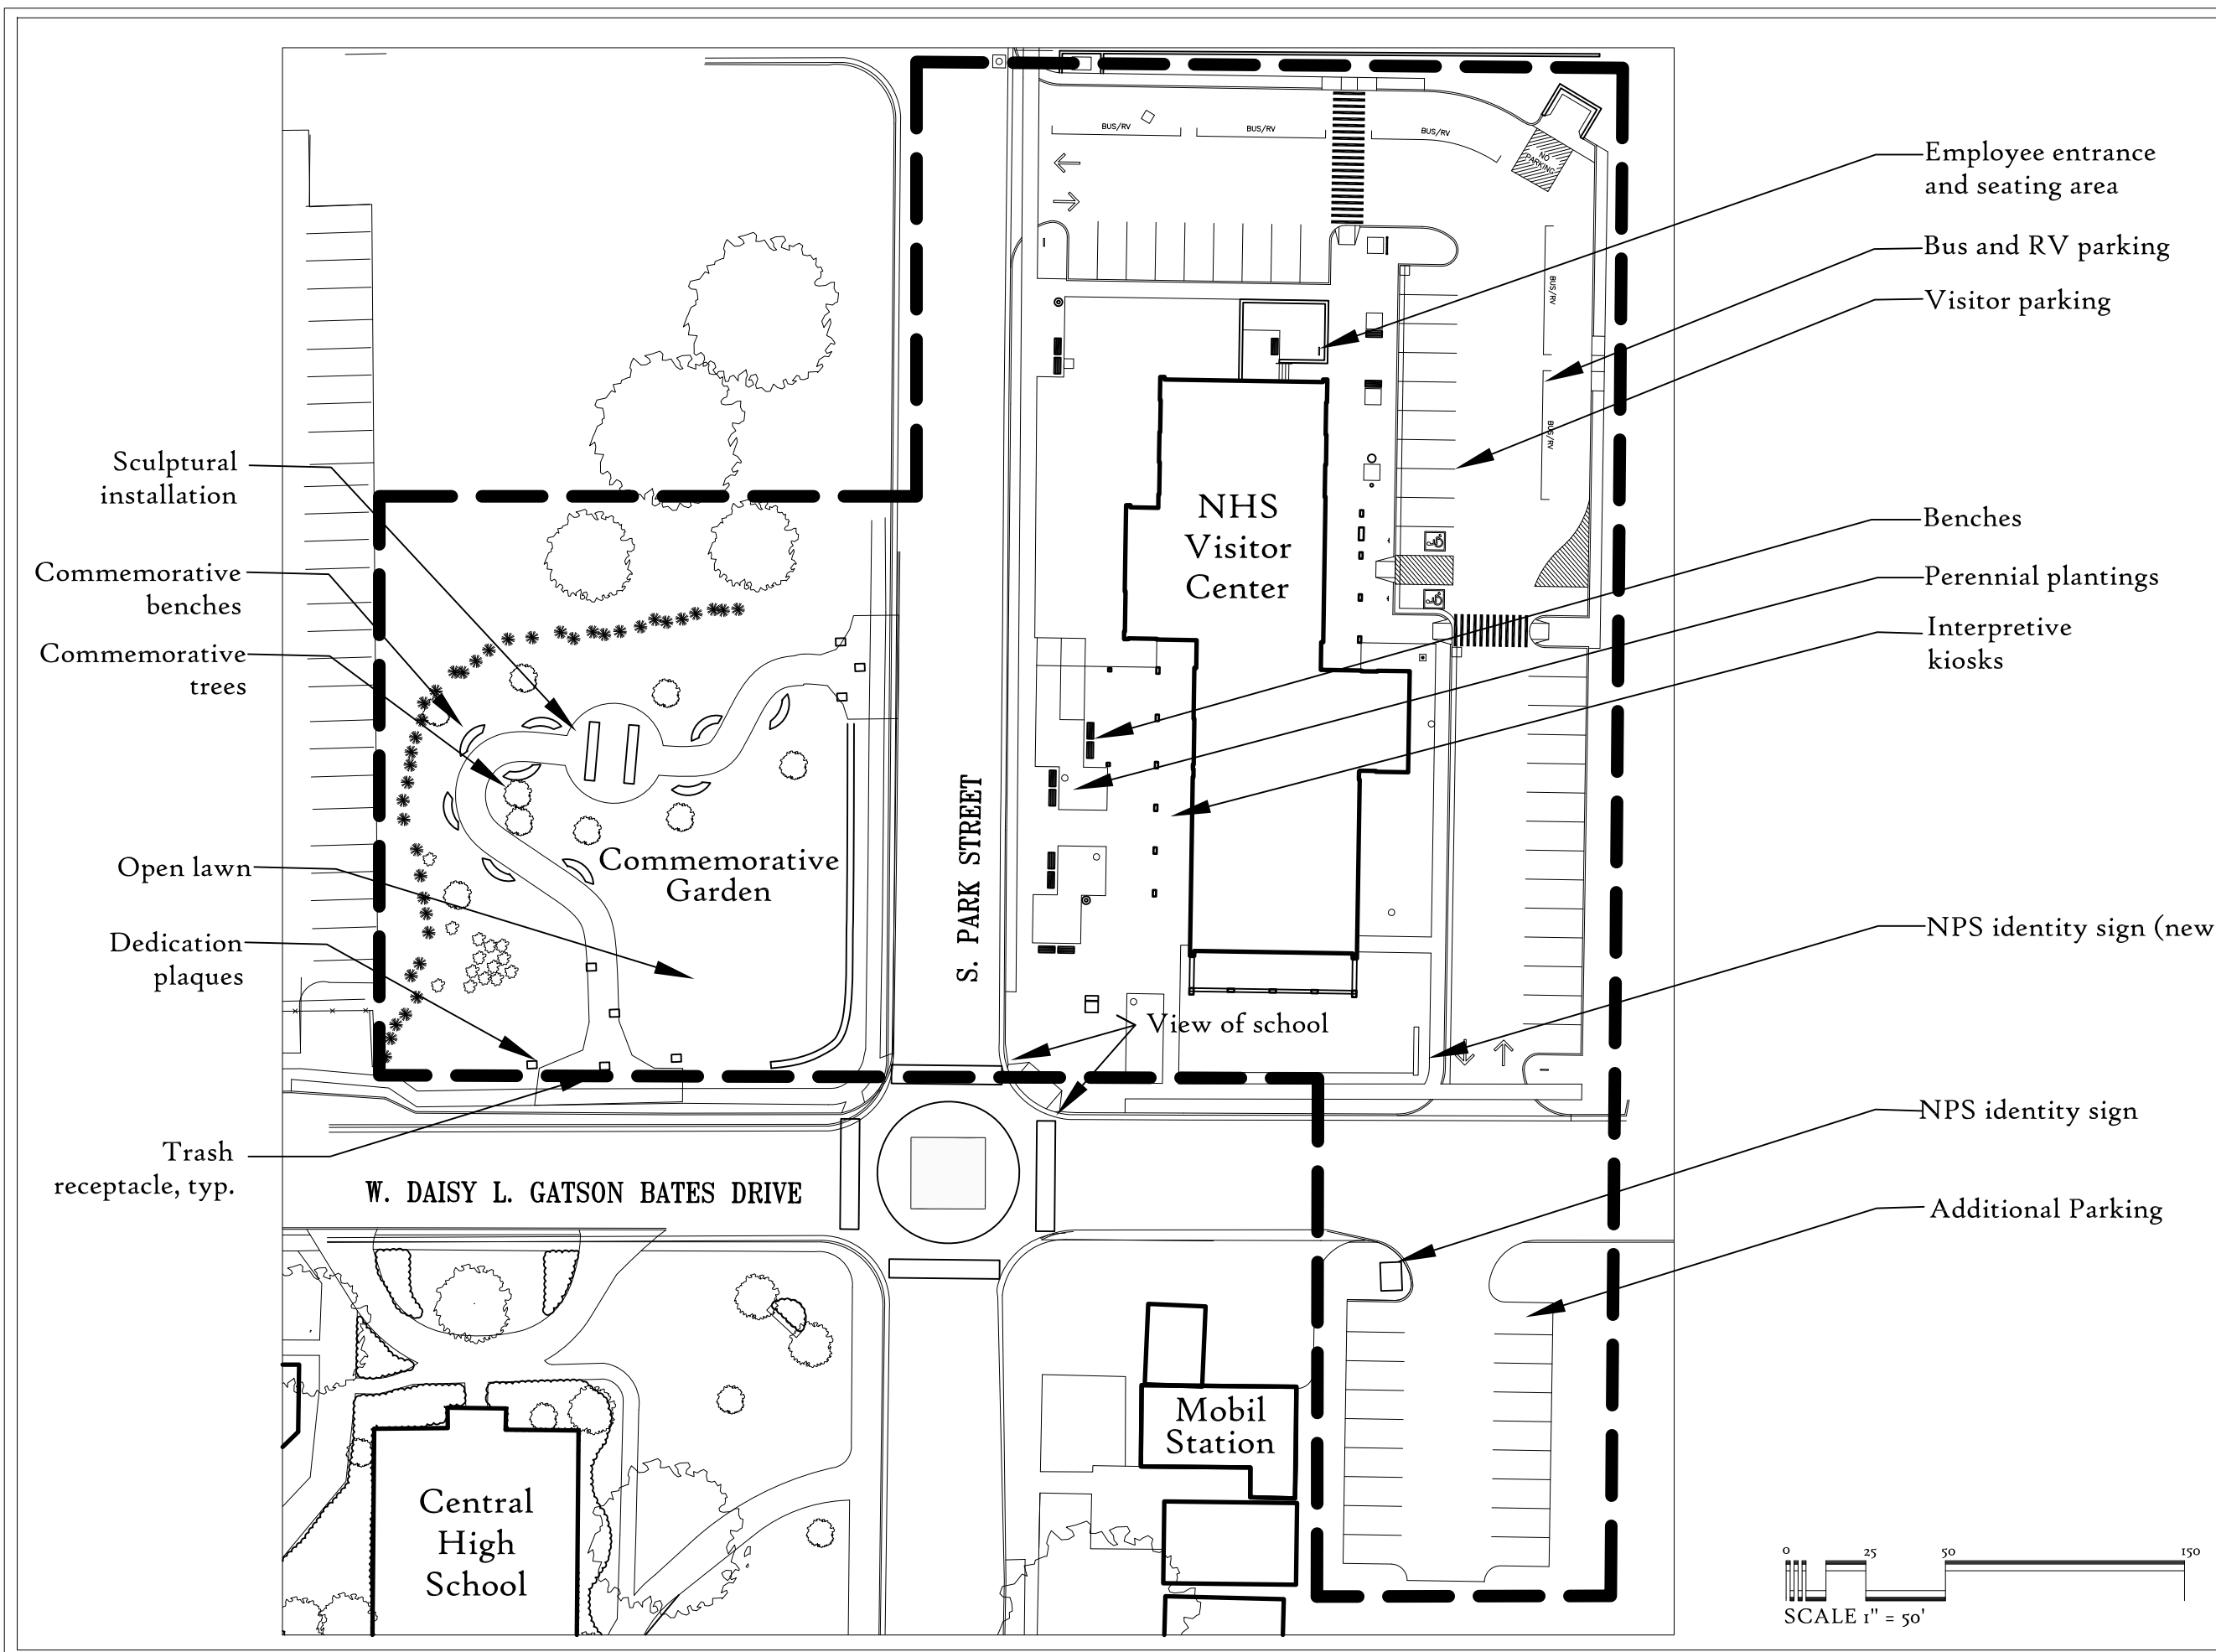 BUS/RV
BUS/RV
BUS/RV
NO
PARKING
Employee entrance
and seating area
Bus and RV parking
BUS/RV
Visitor parking
BUS/RV
Sculptural
installation
NHS
Visitor
Center
Benches
Commemorative
benches
Perennial plantings
Commemorative
trees
Interpretive
kiosks
S. PARK STREET
Open lawn
Commemorative
Garden
Dedication
plaques
NPS identity sign (new
View of school
NPS identity sign
Trash
receptacle, typ.
W. DAISY L. GATSON BATES DRIVE
Additional Parking
Mobil
Station
Central
High
School
0 25 50 150
SCALE 1" = 50'